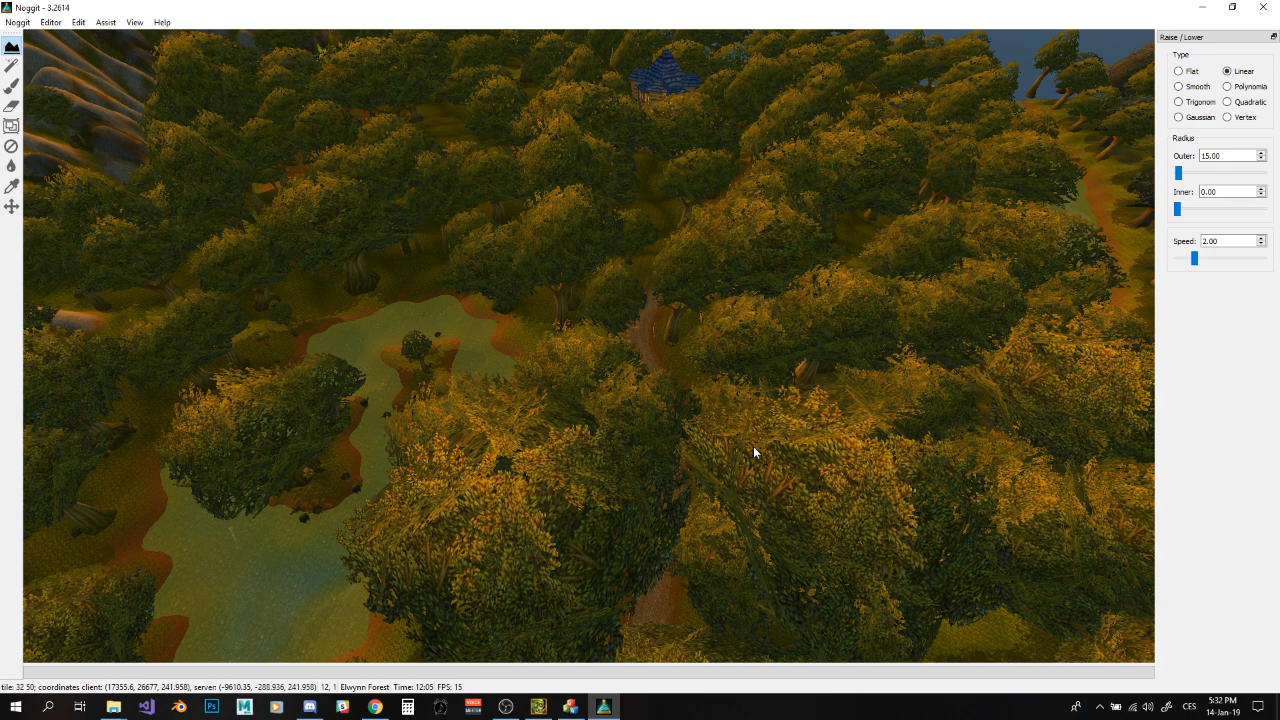 Noggit - 3.2614
Noggit Editor Edit Assist View Help
Raise / Lower
Type
Flat Linear
Smooth Polynomia
Trigonom Quadratic
Gaussian Vertex
Radius
Outer: 15.00
Inner: 0.00
Speed: 2.00
tile: 32 50; coordinates client: (17355.6, 26677, 241.958), server: (-9610.35, -288.936, 241.958) 12, 1 Elwynn Forest Time: 12:05 FPS: 15
CES
5:32 PM
14-Jan-19